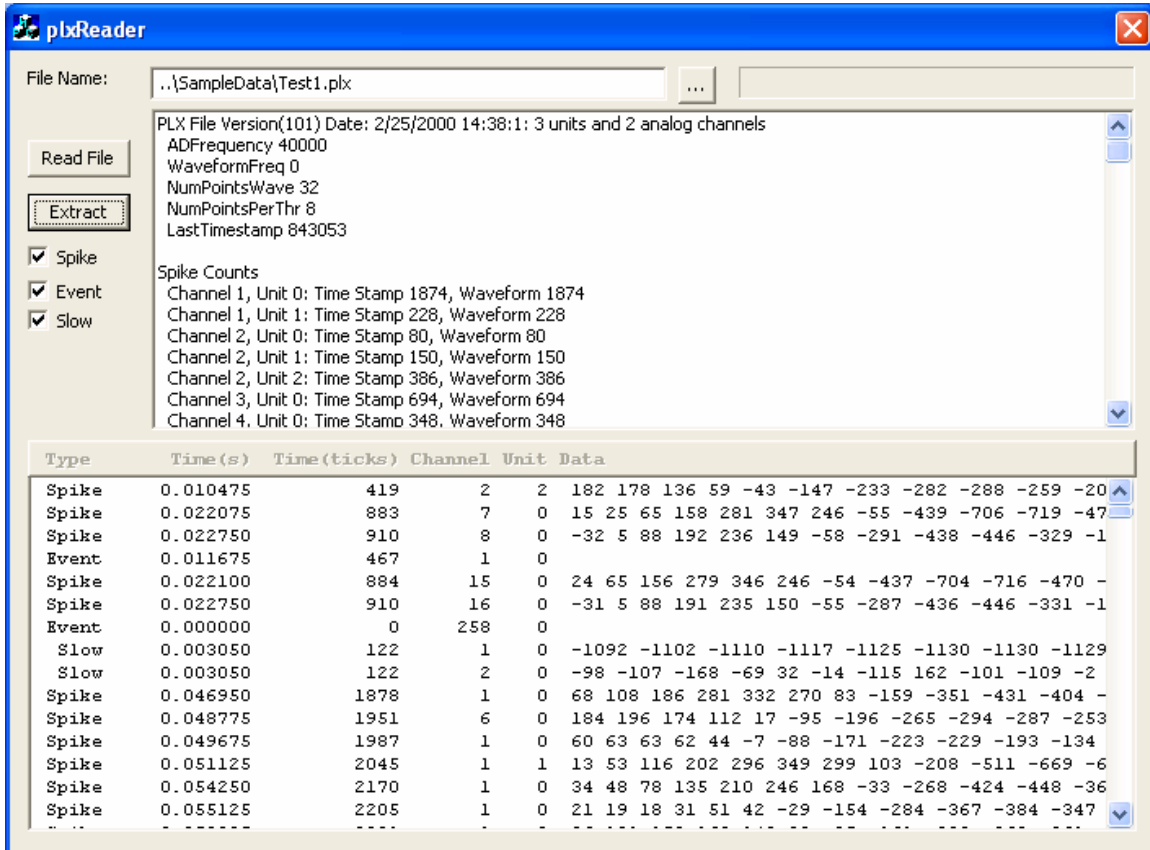 plxReader
File Name:
..\SampleData\Test1.plx
...
PLX File Version(101) Date: 2/25/2000 14:38:1: 3 units and 2 analog channels
ADFrequency 40000
WaveformFreq 0
NumPointsWave 32
NumPointsPerThr 8
LastTimestamp 843053
Read File
Extract
Spike
Event
Slow
Spike Counts
Channel 1, Unit 0: Time Stamp 1874, Waveform 1874
Channel 1, Unit 1: Time Stamp 228, Waveform 228
Channel 2, Unit 0: Time Stamp 80, Waveform 80
Channel 2, Unit 1: Time Stamp 150, Waveform 150
Channel 2, Unit 2: Time Stamp 386, Waveform 386
Channel 3, Unit 0: Time Stamp 694, Waveform 694
Channel 4, Unit 0: Time Stamp 348, Waveform 348
Type Time(s) Time(ticks) Channel Unit Data
Spike 0.010475 419 2 2 182 178 136 59 -43 -147 -233 -282 -288 -259 -20
Spike 0.022075 883 7 0 15 25 65 158 281 347 246 -55 -439 -706 -719 -47
Spike 0.022750 910 8 0 -32 5 88 192 236 149 -58 -291 -438 -446 -329 -1
Event 0.011675 467 1 0
Spike 0.022100 884 15 0 24 65 156 279 346 246 -54 -437 -704 -716 -470 -
Spike 0.022750 910 16 0 -31 5 88 191 235 150 -55 -287 -436 -446 -331 -1
Event 0.000000 0 258 0
Slow 0.003050 122 1 0 -1092 -1102 -1110 -1117 -1125 -1130 -1130 -1129
Slow 0.003050 122 2 0 -98 -107 -168 -69 32 -14 -115 162 -101 -109 -2
Spike 0.046950 1878 1 0 68 108 186 281 332 270 83 -159 -351 -431 -404 -
Spike 0.048775 1951 6 0 184 196 174 112 17 -95 -196 -265 -294 -287 -253
Spike 0.049675 1987 1 0 60 63 63 62 44 -7 -88 -171 -223 -229 -193 -134
Spike 0.051125 2045 1 1 13 53 116 202 296 349 299 103 -208 -511 -669 -6
Spike 0.054250 2170 1 0 34 48 78 135 210 246 168 -33 -268 -424 -448 -36
Spike 0.055125 2205 1 0 21 19 18 31 51 42 -29 -154 -284 -367 -384 -347